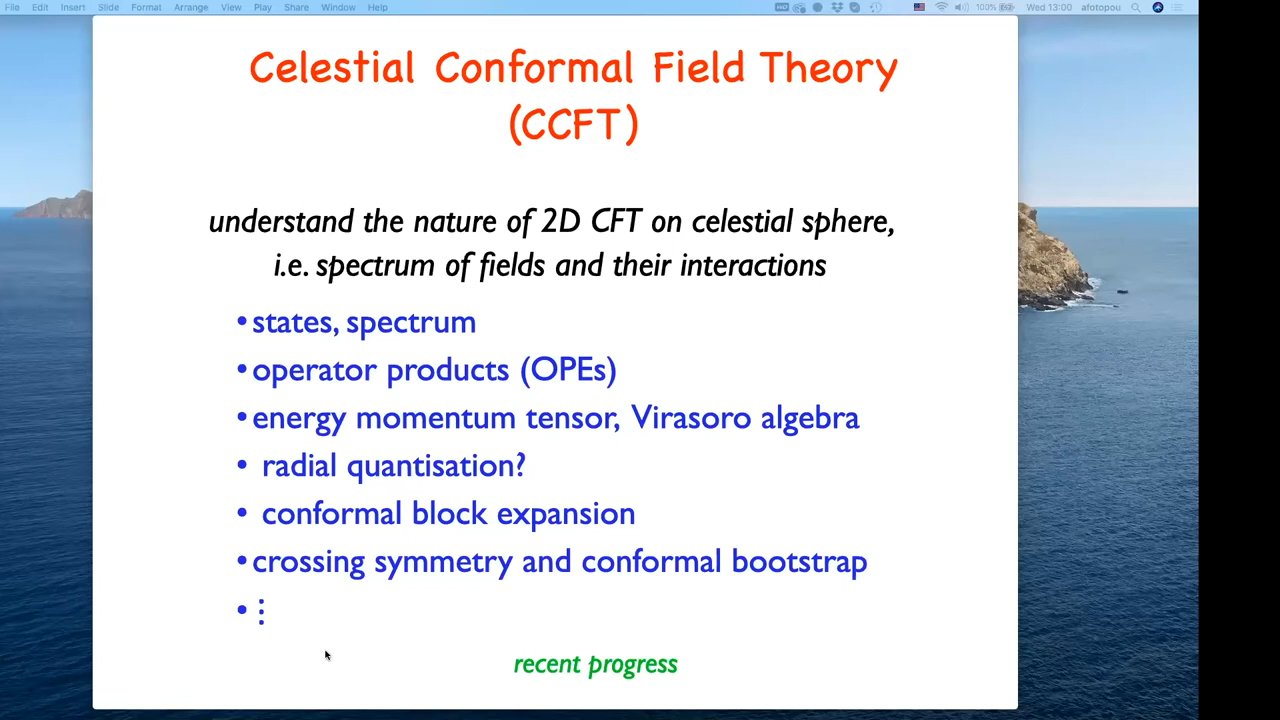 File Edit Insert Slide Format Arrange View Play Share Window Help 100% Wed 13:00 afotopou
Celestial Conformal Field Theory
(CCFT)
understand the nature of 2D CFT on celestial sphere,
i.e. spectrum of fields and their interactions
•states, spectrum
•operator products (OPEs)
•energy momentum tensor, Virasoro algebra
• radial quantisation?
• conformal block expansion
•crossing symmetry and conformal bootstrap
•⋮
recent progress